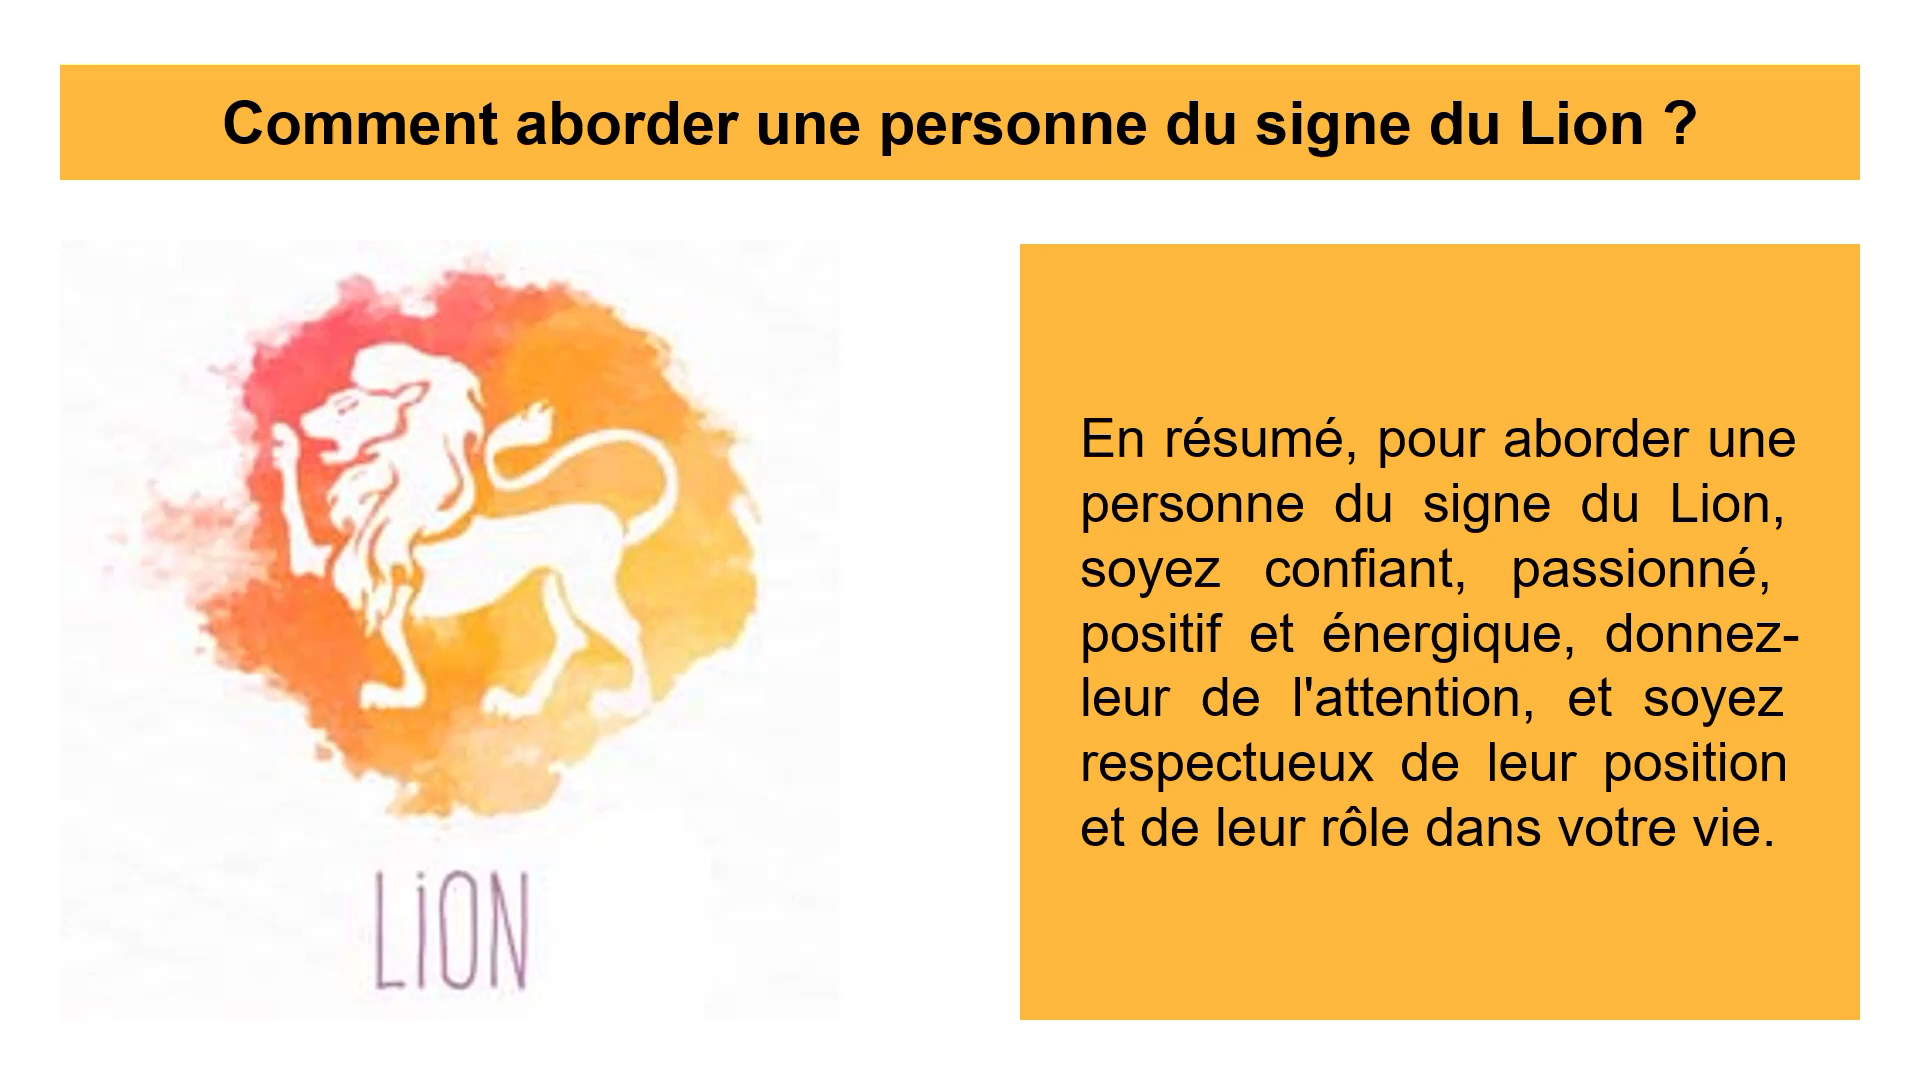 Comment aborder une personne du signe du Lion ?
En résumé, pour aborder une
personne du signe du Lion,
soyez confiant, passionné,
positif et énergique, donnez-
leur de l'attention, et soyez
respectueux de leur position
et de leur rôle dans votre vie.
LiON